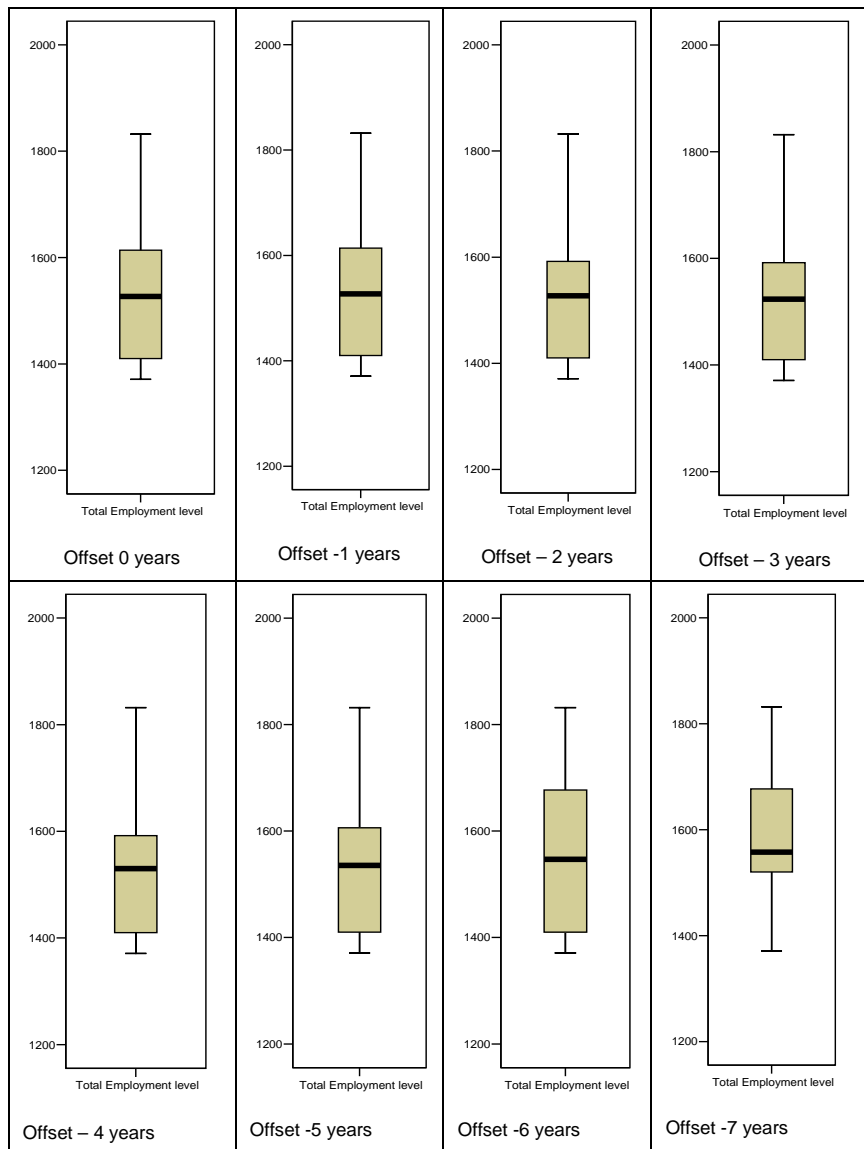 2000
1800
1600
1400
1200
Total Employment level
Offset 0 years
2000
1800
1600
1400
1200
Total Employment level
Offset -1 years
2000
1800
1600
1400
1200
Total Employment level
Offset – 2 years
2000
1800
1600
1400
1200
Total Employment level
Offset – 3 years
2000
1800
1600
1400
1200
Total Employment level
Offset – 4 years
2000
1800
1600
1400
1200
Total Employment level
Offset -5 years
2000
1800
1600
1400
1200
Total Employment level
Offset -6 years
2000
1800
1600
1400
1200
Total Employment level
Offset -7 years